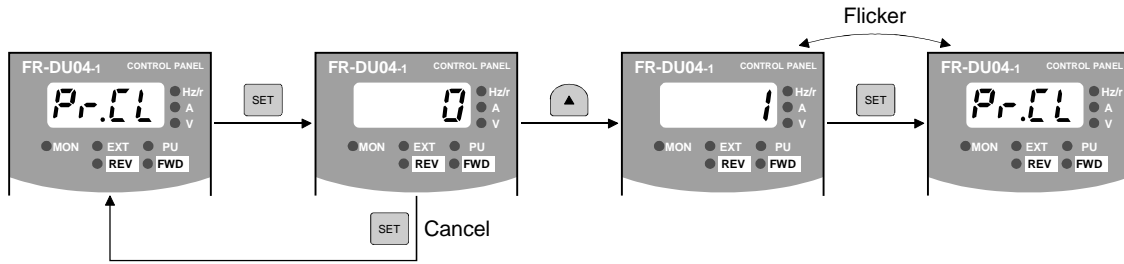 Flicker
FR-DU04-1 CONTROL PANEL
Pr.CL
Hz/r
A
V
MON EXT PU
REV FWD
SET
FR-DU04-1 CONTROL PANEL
0
Hz/r
A
V
MON EXT PU
REV FWD
FR-DU04-1 CONTROL PANEL
1
Hz/r
A
V
MON EXT PU
REV FWD
SET
FR-DU04-1 CONTROL PANEL
Pr.CL
Hz/r
A
V
MON EXT PU
REV FWD
SET Cancel